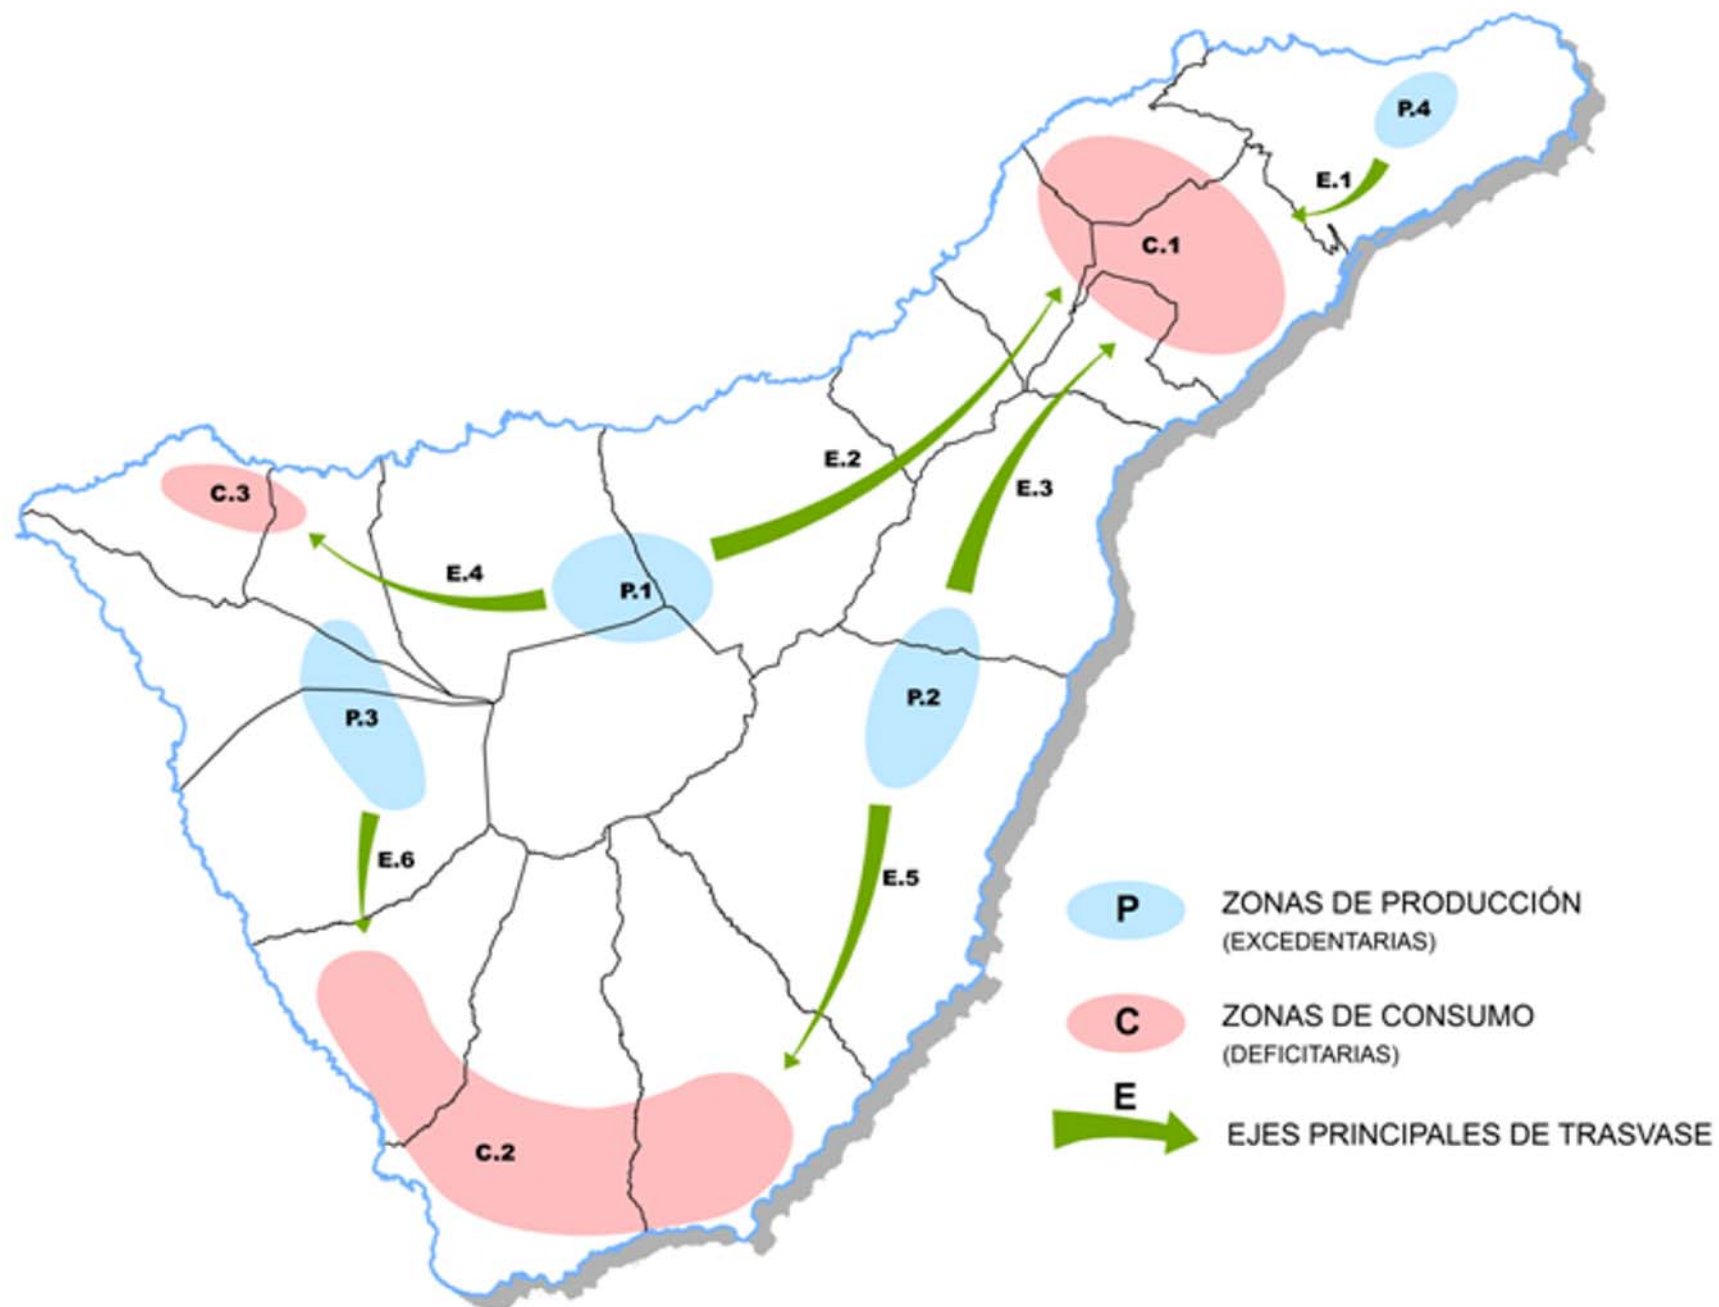 P.4
E.1
C.1
E.2
E.3
C.3
E.4
P.1
P.2
P.3
E.6
E.5
C.2
P
ZONAS DE PRODUCCIÓN
(EXCEDENTARIAS)
C
ZONAS DE CONSUMO
(DEFICITARIAS)
E
EJES PRINCIPALES DE TRASVASE